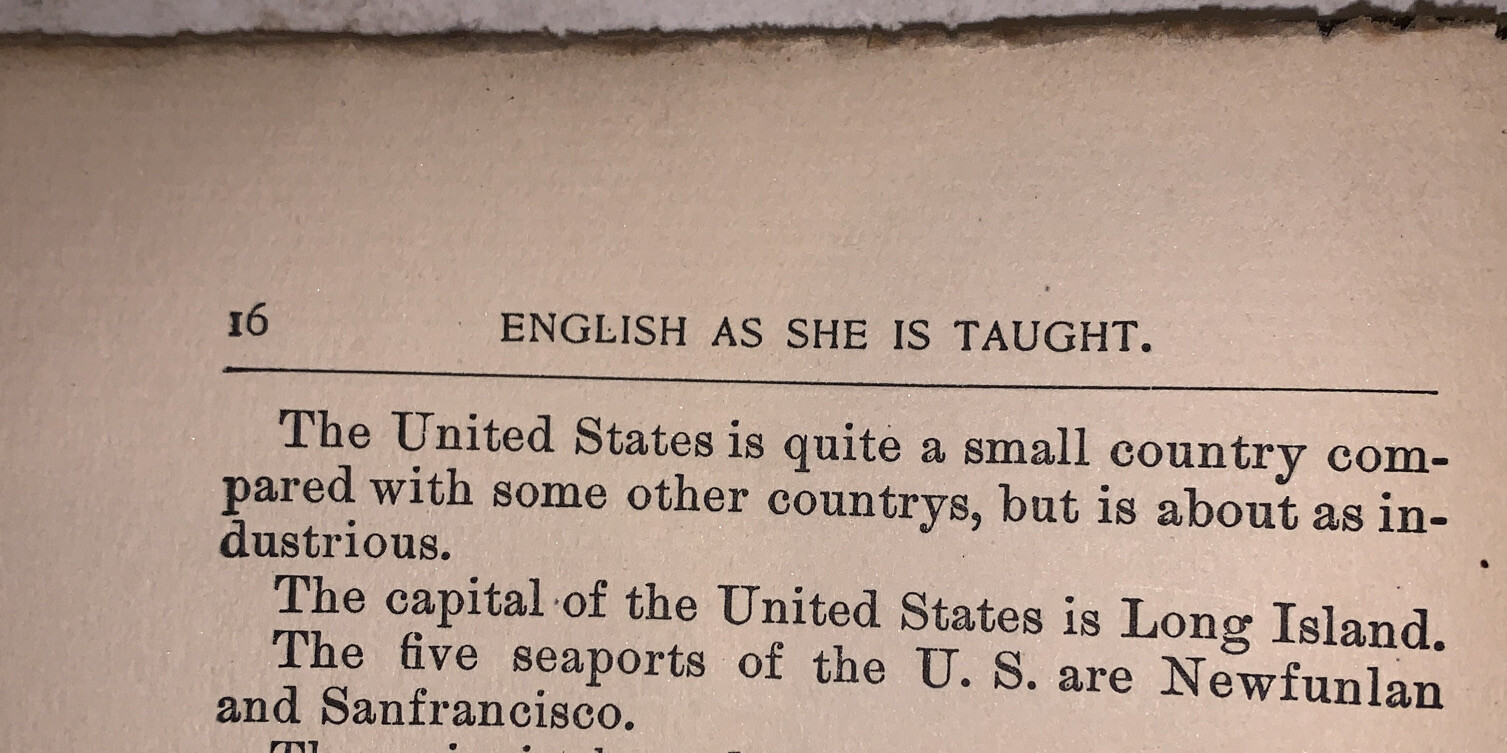 16 ENGLISH AS SHE IS TAUGHT.
The United States is quite a small country com-
pared with some other countrys, but is about as in-
dustrious.
The capital of the United States is Long Island.
The five seaports of the U. S. are Newfunlan
and Sanfrancisco.